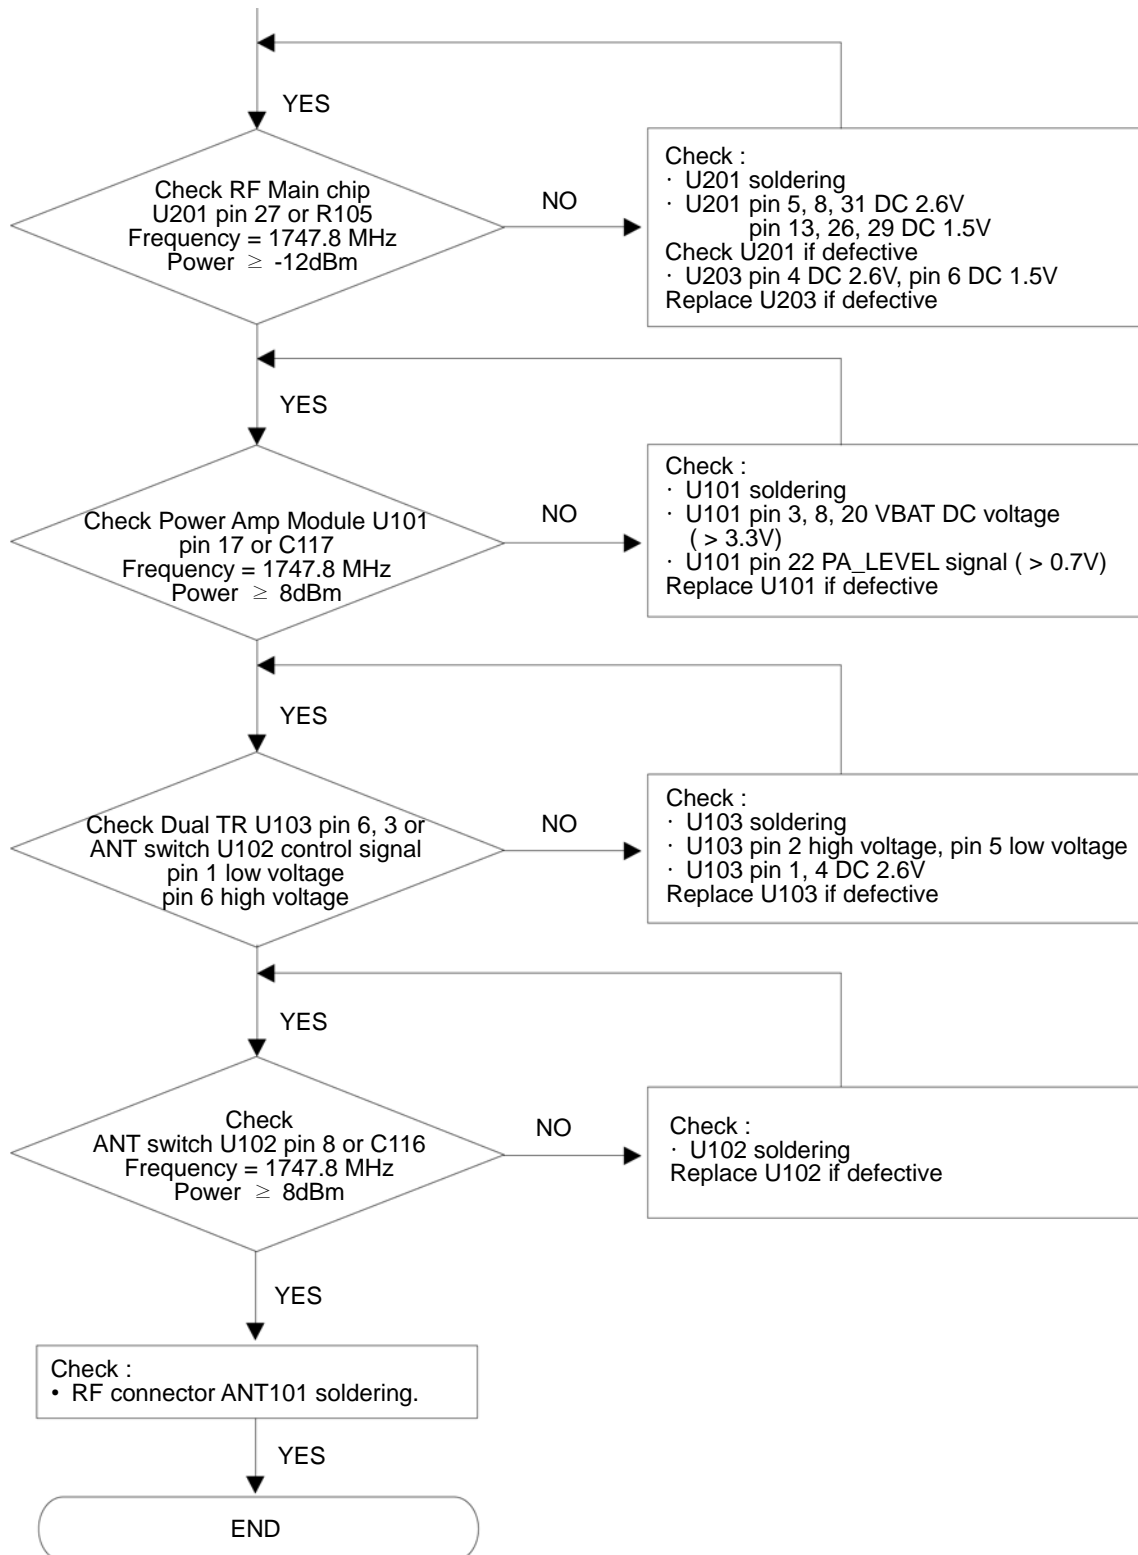 YES
Check RF Main chip
U201 pin 27 or R105
Frequency = 1747.8 MHz
Power ≥ -12dBm
NO
Check :
· U201 soldering
· U201 pin 5, 8, 31 DC 2.6V
pin 13, 26, 29 DC 1.5V
Check U201 if defective
· U203 pin 4 DC 2.6V, pin 6 DC 1.5V
Replace U203 if defective
YES
Check Power Amp Module U101
pin 17 or C117
Frequency = 1747.8 MHz
Power ≥ 8dBm
NO
Check :
· U101 soldering
· U101 pin 3, 8, 20 VBAT DC voltage
( > 3.3V)
· U101 pin 22 PA_LEVEL signal ( > 0.7V)
Replace U101 if defective
YES
Check Dual TR U103 pin 6, 3 or
ANT switch U102 control signal
pin 1 low voltage
pin 6 high voltage
NO
Check :
· U103 soldering
· U103 pin 2 high voltage, pin 5 low voltage
· U103 pin 1, 4 DC 2.6V
Replace U103 if defective
YES
Check
ANT switch U102 pin 8 or C116
Frequency = 1747.8 MHz
Power ≥ 8dBm
NO
Check :
· U102 soldering
Replace U102 if defective
YES
Check :
• RF connector ANT101 soldering.
YES
END